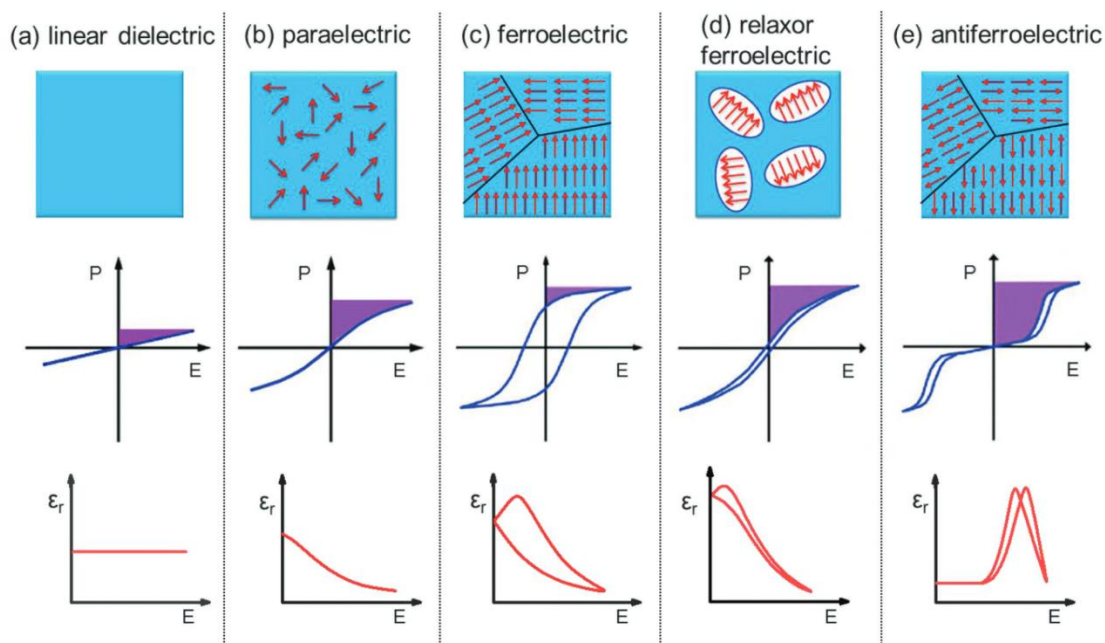 (a) linear dielectric
(b) paraelectric
(c) ferroelectric
(d) relaxor
ferroelectric
(e) antiferroelectric
P
E
P
E
P
E
P
E
P
E
εr
E
εr
E
εr
E
εr
E
εr
E